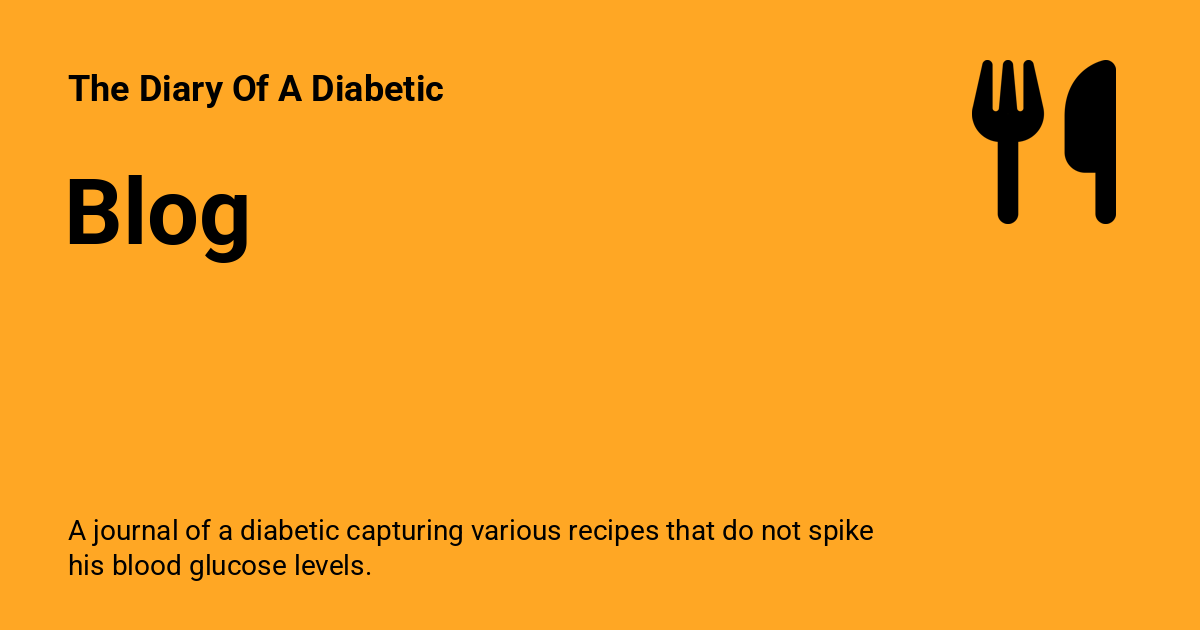 The Diary Of A Diabetic
Blog
A journal of a diabetic capturing various recipes that do not spike
his blood glucose levels.